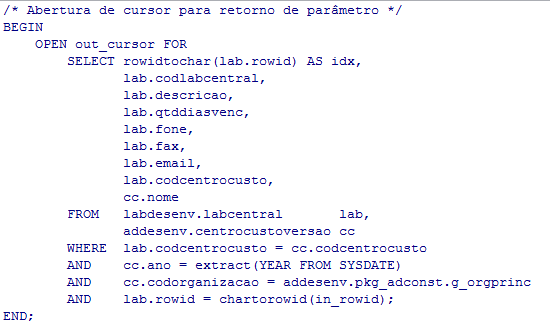 /* Abertura de cursor para retorno de parâmetro */
BEGIN
    OPEN out_cursor FOR
        SELECT rowidtochar(lab.rowid) AS idx,
               lab.codlabcentral,
               lab.descricao,
               lab.qtddiasvenc,
               lab.fone,
               lab.fax,
               lab.email,
               lab.codcentrocusto,
               cc.nome
        FROM   labdesenv.labcentral      lab,
               addesenv.centrocustoversao cc
        WHERE  lab.codcentrocusto = cc.codcentrocusto
        AND    cc.ano = extract(YEAR FROM SYSDATE)
        AND    cc.codorganizacao = addesenv.pkg_adconst.g_orgprinc
        AND    lab.rowid = chartorowid(in_rowid);
END;